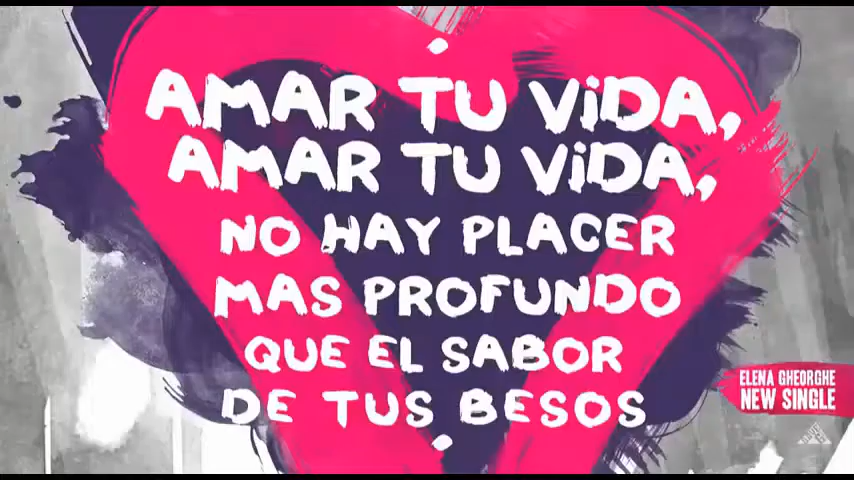 AMAR TU ViDA,
AMAR TU ViDA,
NO HAY PLACER
MAS PROFUNDO
QUE EL SABOR
DE TUS BESOS
ELENA GHEORGHE
NEW SINGLE